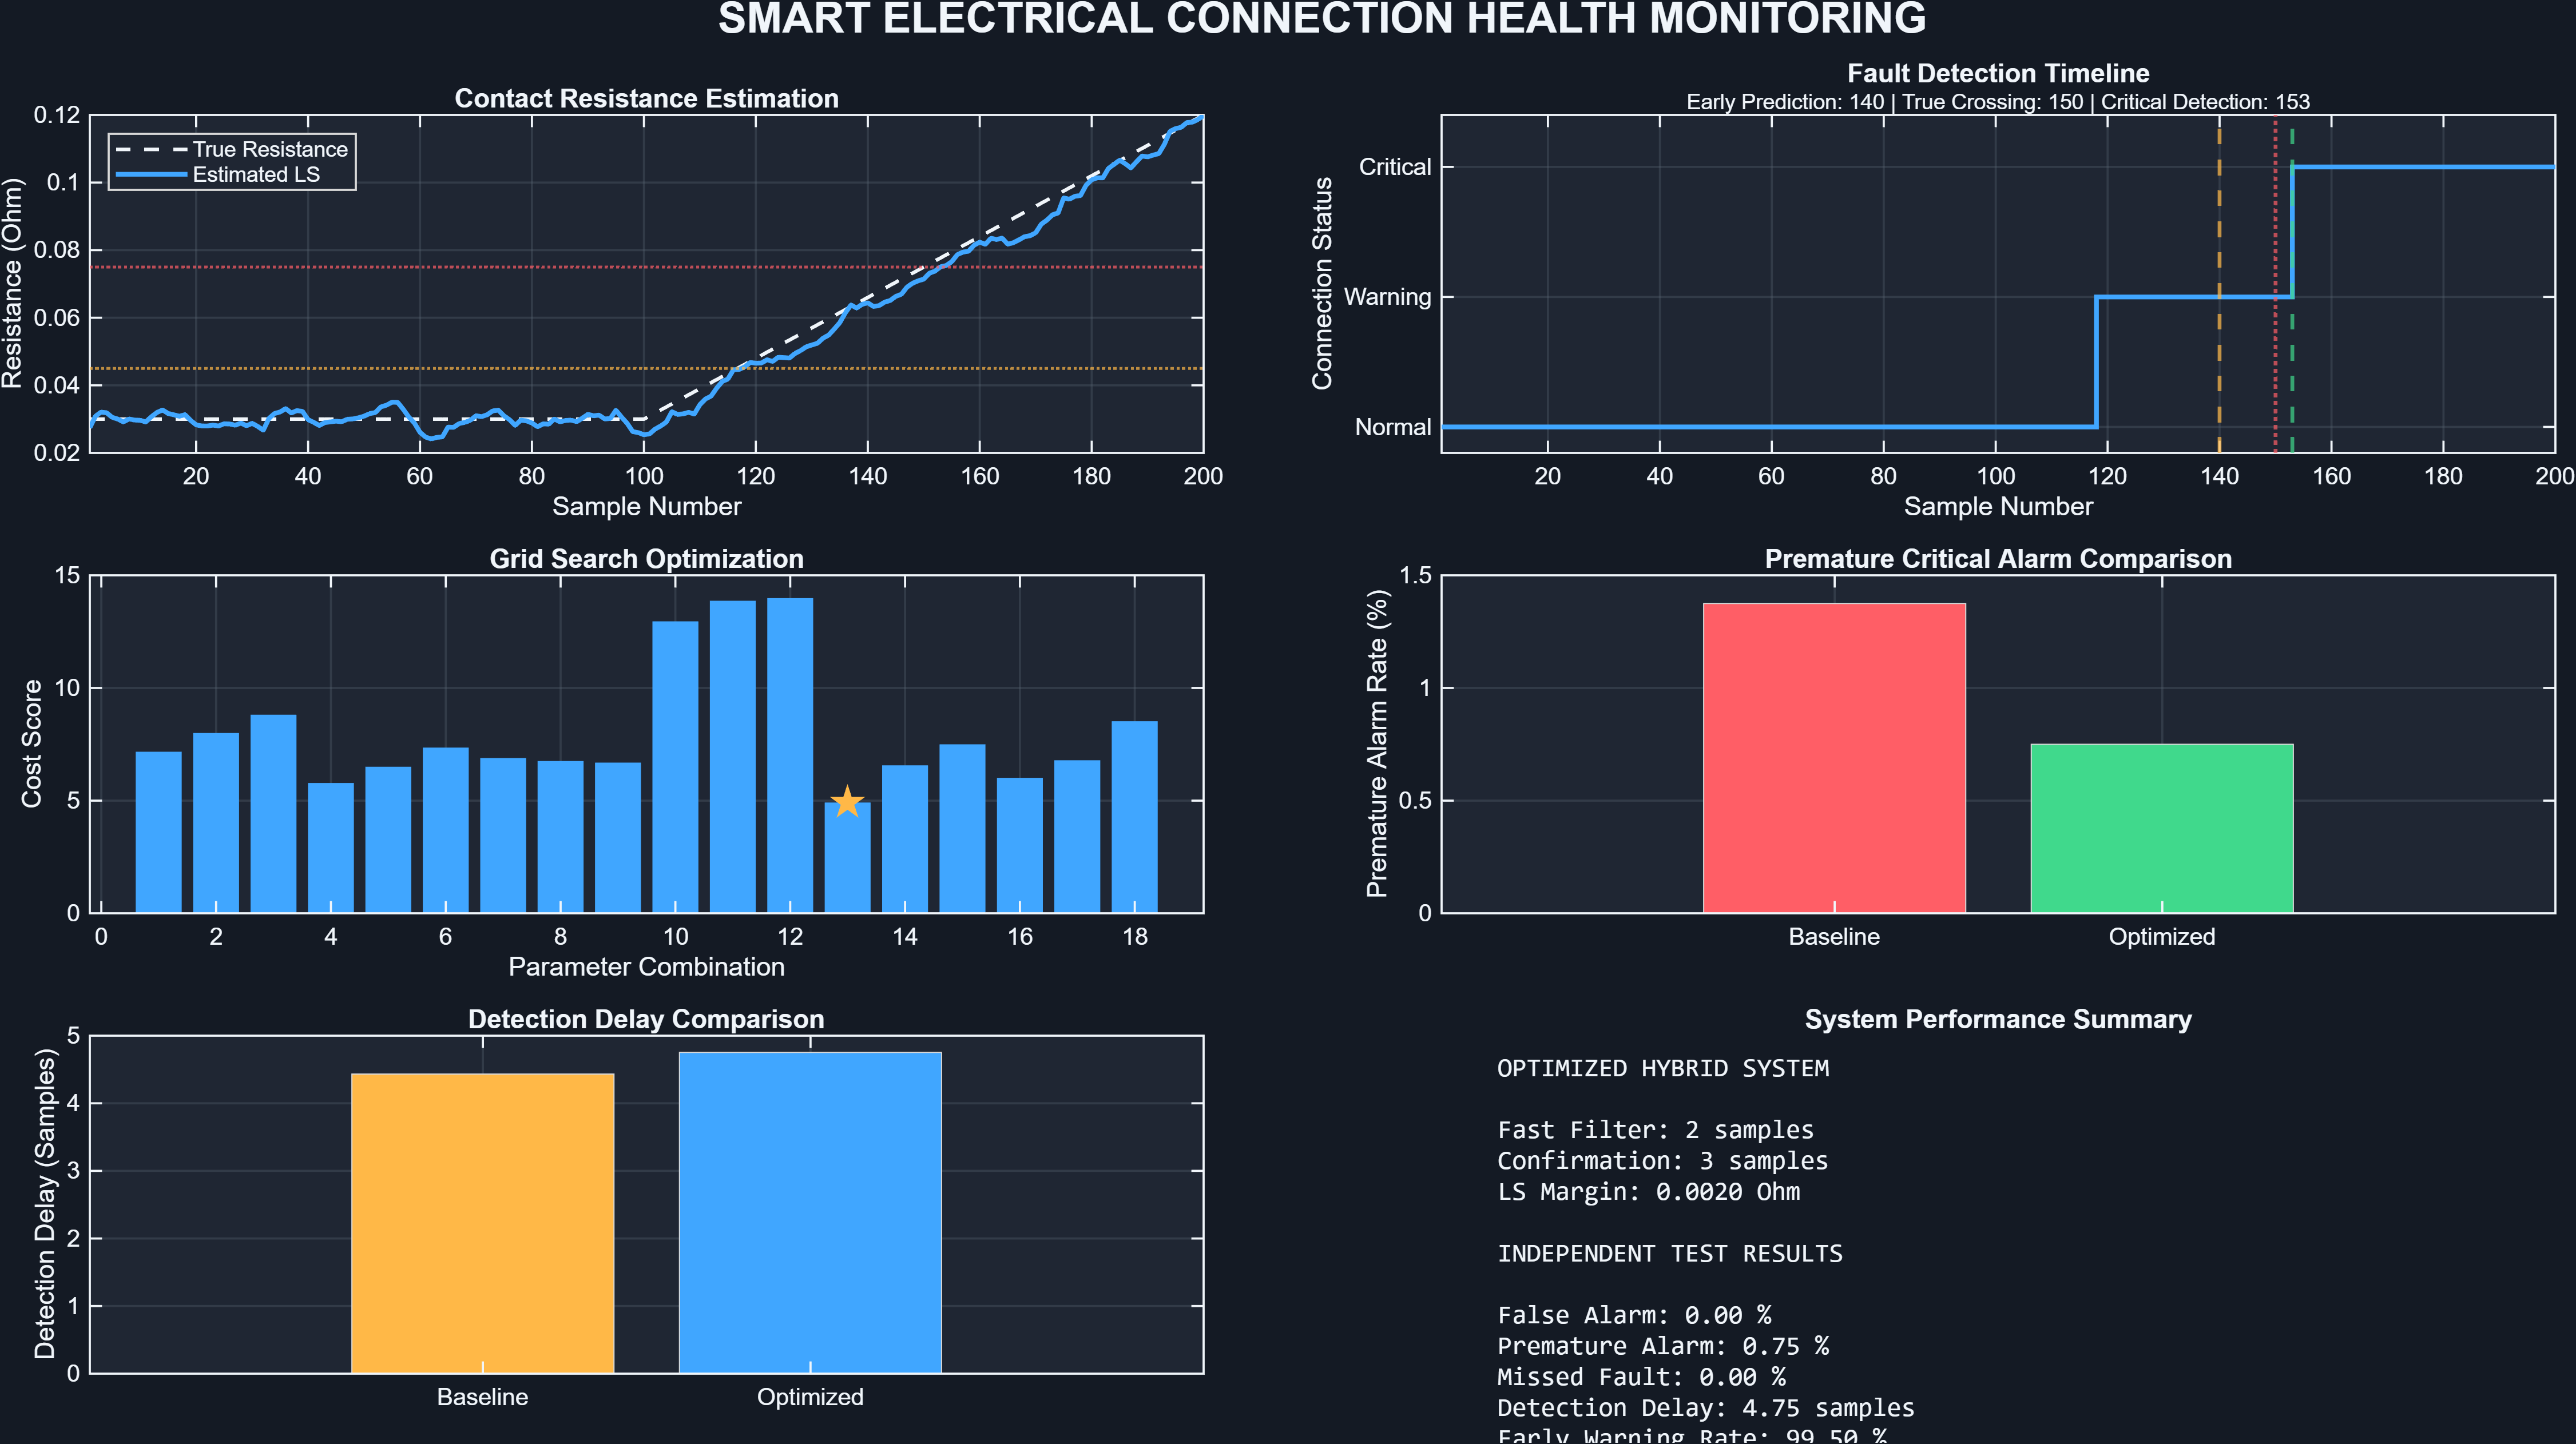 SMART ELECTRICAL CONNECTION HEALTH MONITORING
Contact Resistance Estimation
Resistance (Ohm)
0.12
0.1
0.08
0.06
0.04
0.02
True Resistance
Estimated LS
20 40 60 80 100 120 140 160 180 200
Sample Number
Fault Detection Timeline
Early Prediction: 140 | True Crossing: 150 | Critical Detection: 153
Connection Status
Critical
Warning
Normal
20 40 60 80 100 120 140 160 180 200
Sample Number
Grid Search Optimization
Cost Score
15
10
5
0
0 2 4 6 8 10 12 14 16 18
Parameter Combination
Premature Critical Alarm Comparison
Premature Alarm Rate (%)
1.5
1
0.5
0
Baseline Optimized
Detection Delay Comparison
Detection Delay (Samples)
5
4
3
2
1
0
Baseline Optimized
System Performance Summary
OPTIMIZED HYBRID SYSTEM
Fast Filter: 2 samples
Confirmation: 3 samples
LS Margin: 0.0020 Ohm
INDEPENDENT TEST RESULTS
False Alarm: 0.00 %
Premature Alarm: 0.75 %
Missed Fault: 0.00 %
Detection Delay: 4.75 samples
Early Warning Rate: 99.50 %